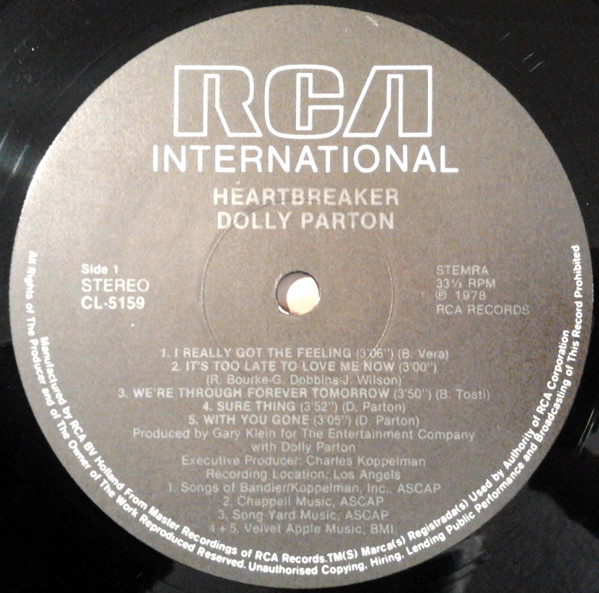 RCA
INTERNATIONAL
HEARTBREAKER
DOLLY PARTON
Side 1
STEREO
CL-5159
STEMRA
33⅓ RPM
℗ 1978
RCA RECORDS
1. I REALLY GOT THE FEELING (3'06") (B. Vera)
2. IT'S TOO LATE TO LOVE ME NOW (3'00")
(R. Bourke-G. Dobbins-J. Wilson)
3. WE'RE THROUGH FOREVER TOMORROW (3'50") (B. Tosti)
4. SURE THING (3'52") (D. Parton)
5. WITH YOU GONE (3'05") (D. Parton)
Produced by Gary Klein for The Entertainment Company
with Dolly Parton
Executive Producer: Charles Koppelman
Recording Location: Los Angels
1. Songs of Bandier/Koppelman, Inc., ASCAP
2. Chappell Music, ASCAP
3. Song Yard Music, ASCAP
4 + 5. Velvet Apple Music, BMI
Manufactured by RCA BV Holland From Master Recordings of RCA Records.TM(S) Marca(s) Registrada(s) Used by Authority of RCA Corporation
All Rights of The Producer and of The Owner of The Work Reproduced Reserved. Unauthorised Copying, Hiring, Lending Public Performance and Broadcasting of This Record Prohibited